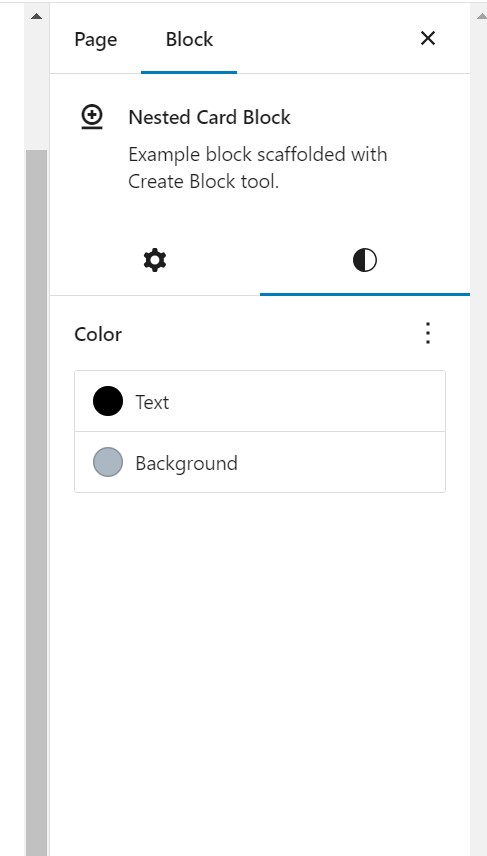 Page Block
Nested Card Block
Example block scaffolded with
Create Block tool.
Color
Text
Background